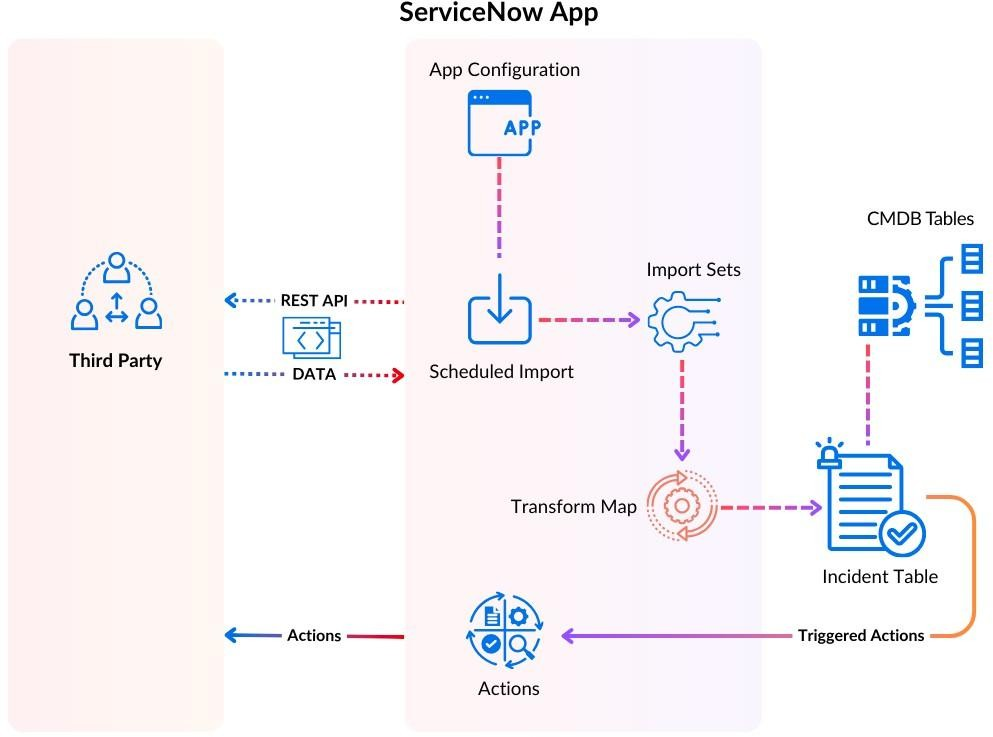 ServiceNow App
App Configuration
APP
CMDB Tables
Import Sets
REST API
Third Party
Scheduled Import
DATA
Transform Map
Incident Table
Actions
Triggered Actions
Actions